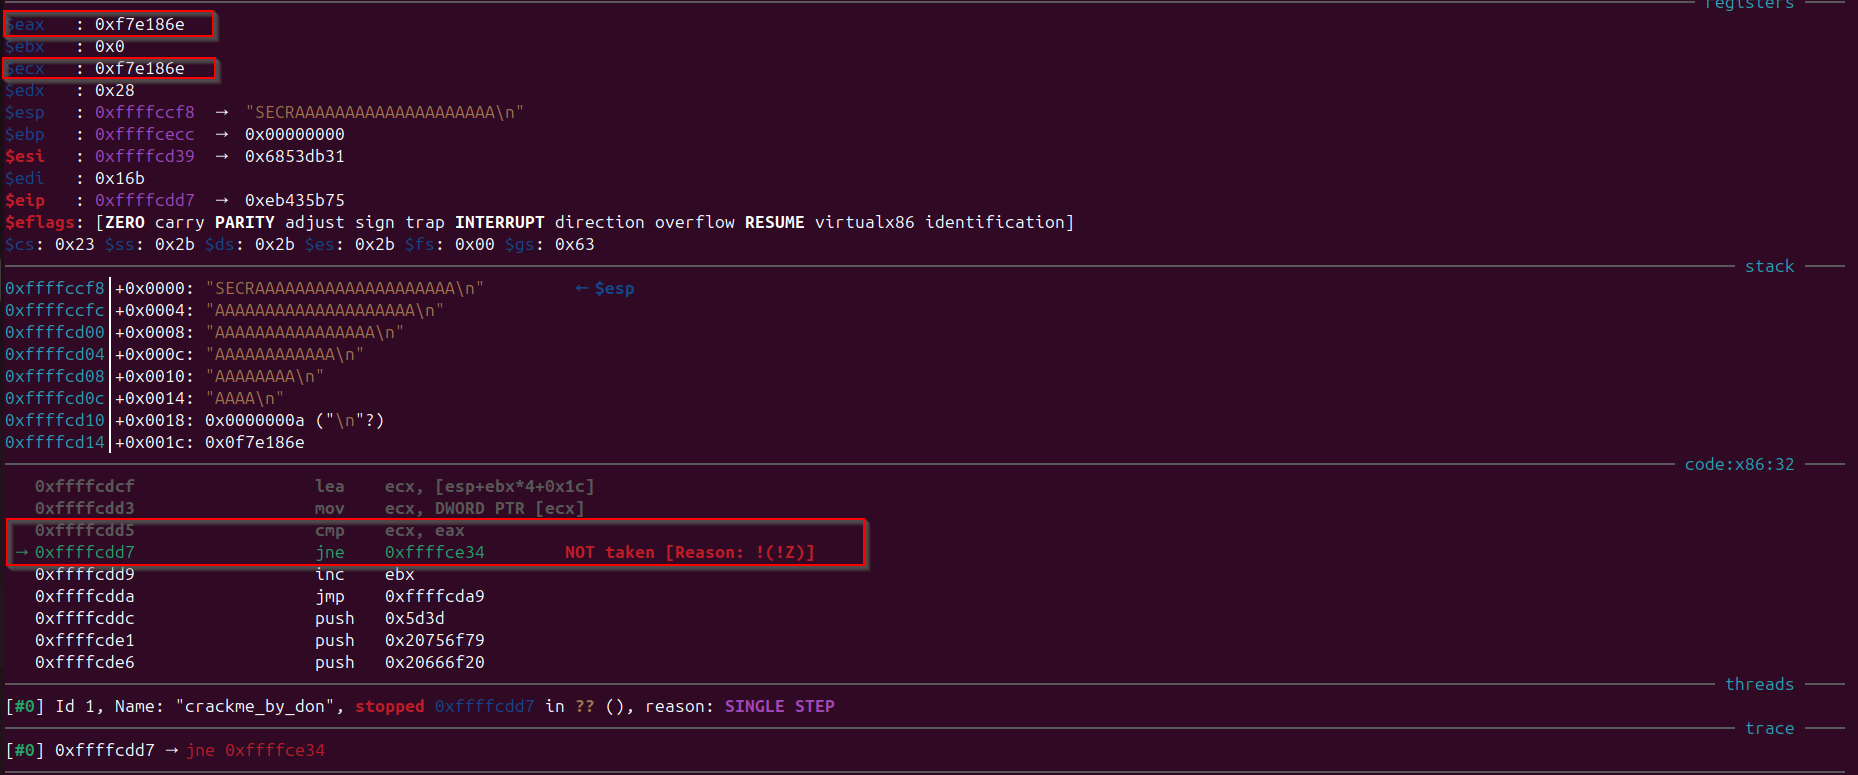 registers
$eax : 0xf7e186e
$ebx : 0x0
$ecx : 0xf7e186e
$edx : 0x28
$esp : 0xffffccf8 → "SECRAAAAAAAAAAAAAAAAAAAA\n"
$ebp : 0xffffcecc → 0x00000000
$esi : 0xffffcd39 → 0x6853db31
$edi : 0x16b
$eip : 0xffffcdd7 → 0xeb435b75
$eflags: [ZERO carry PARITY adjust sign trap INTERRUPT direction overflow RESUME virtualx86 identification]
$cs: 0x23 $ss: 0x2b $ds: 0x2b $es: 0x2b $fs: 0x00 $gs: 0x63
stack
0xffffccf8│+0x0000: "SECRAAAAAAAAAAAAAAAAAAAA\n" ← $esp
0xffffccfc│+0x0004: "AAAAAAAAAAAAAAAAAAAA\n"
0xffffcd00│+0x0008: "AAAAAAAAAAAAAAAA\n"
0xffffcd04│+0x000c: "AAAAAAAAAAAA\n"
0xffffcd08│+0x0010: "AAAAAAAA\n"
0xffffcd0c│+0x0014: "AAAA\n"
0xffffcd10│+0x0018: 0x0000000a ("\n"?)
0xffffcd14│+0x001c: 0x0f7e186e
code:x86:32
0xffffcdcf lea ecx, [esp+ebx*4+0x1c]
0xffffcdd3 mov ecx, DWORD PTR [ecx]
0xffffcdd5 cmp ecx, eax
→ 0xffffcdd7 jne 0xffffce34 NOT taken [Reason: !(!Z)]
0xffffcdd9 inc ebx
0xffffcdda jmp 0xffffcda9
0xffffcddc push 0x5d3d
0xffffcde1 push 0x20756f79
0xffffcde6 push 0x20666f20
threads
[#0] Id 1, Name: "crackme_by_don", stopped 0xffffcdd7 in ?? (), reason: SINGLE STEP
trace
[#0] 0xffffcdd7 → jne 0xffffce34